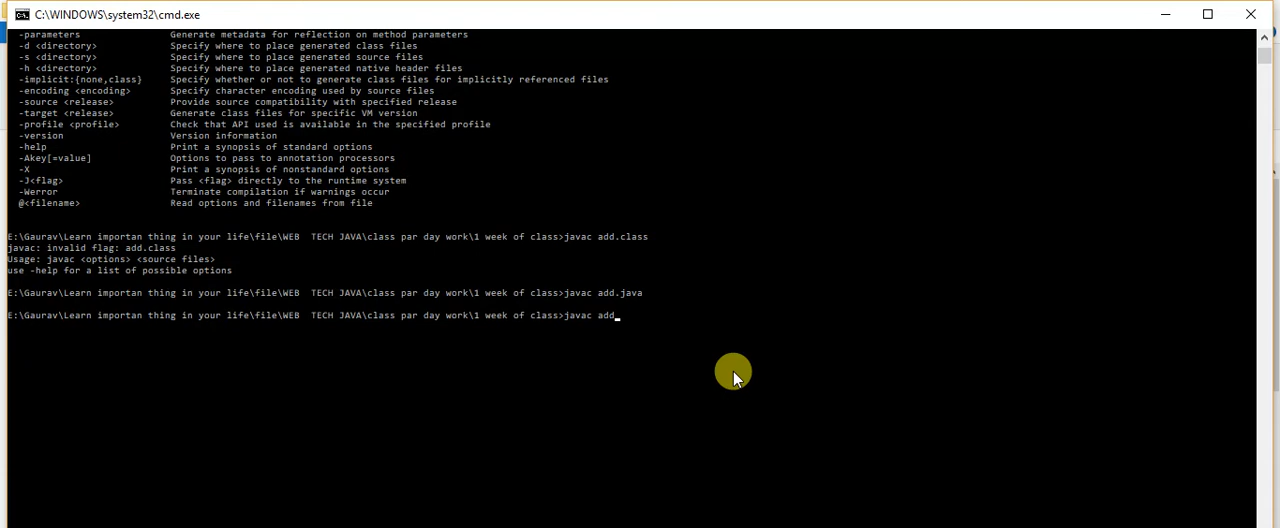 C:\WINDOWS\system32\cmd.exe
-parameters Generate metadata for reflection on method parameters
-d <directory> Specify where to place generated class files
-s <directory> Specify where to place generated source files
-h <directory> Specify where to place generated native header files
-implicit:{none,class} Specify whether or not to generate class files for implicitly referenced files
-encoding <encoding> Specify character encoding used by source files
-source <release> Provide source compatibility with specified release
-target <release> Generate class files for specific VM version
-profile <profile> Check that API used is available in the specified profile
-version Version information
-help Print a synopsis of standard options
-Akey[=value] Options to pass to annotation processors
-X Print a synopsis of nonstandard options
-J<flag> Pass <flag> directly to the runtime system
-Werror Terminate compilation if warnings occur
@<filename> Read options and filenames from file
E:\Gaurav\Learn importan thing in your life\file\WEB  TECH JAVA\class par day work\1 week of class>javac add.class
javac: invalid flag: add.class
Usage: javac <options> <source files>
use -help for a list of possible options
E:\Gaurav\Learn importan thing in your life\file\WEB  TECH JAVA\class par day work\1 week of class>javac add.java
E:\Gaurav\Learn importan thing in your life\file\WEB  TECH JAVA\class par day work\1 week of class>javac add